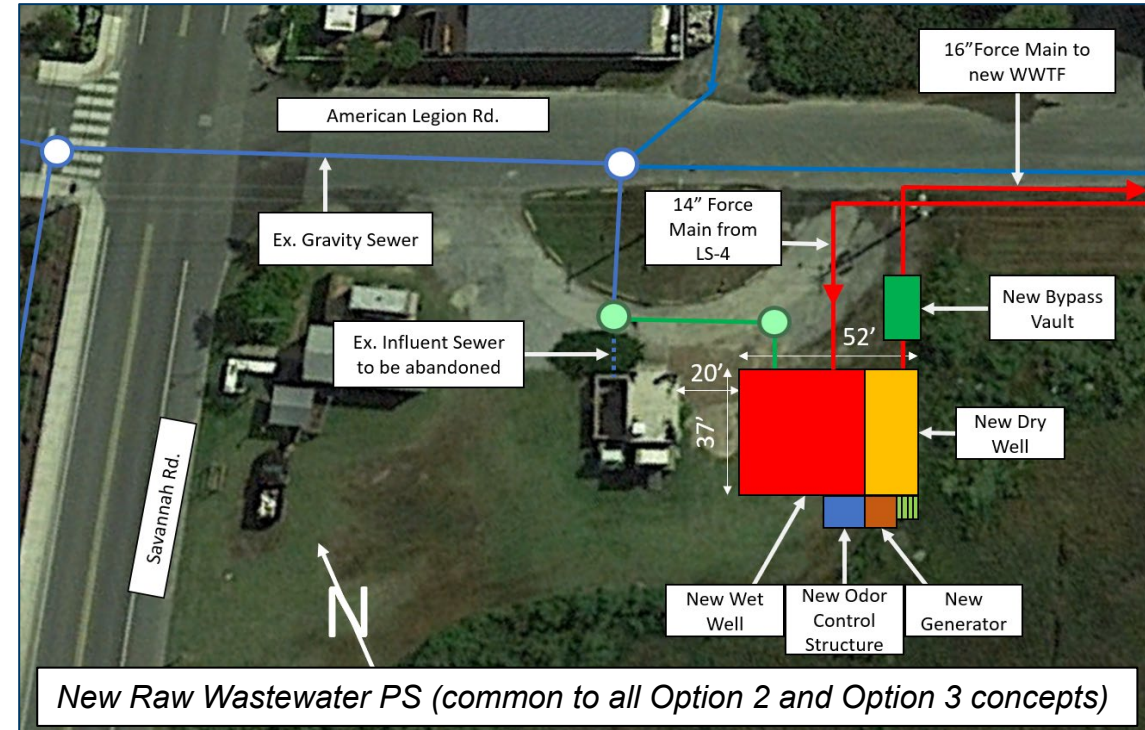 16”Force Main to
new WWTF
American Legion Rd.
14” Force
Main from
LS-4
Ex. Gravity Sewer
New Bypass
Vault
52’
Ex. Influent Sewer
to be abandoned
20’
37’
New Dry
Well
Savannah Rd.
N
New Wet
Well
New Odor
Control
Structure
New
Generator
New Raw Wastewater PS (common to all Option 2 and Option 3 concepts)